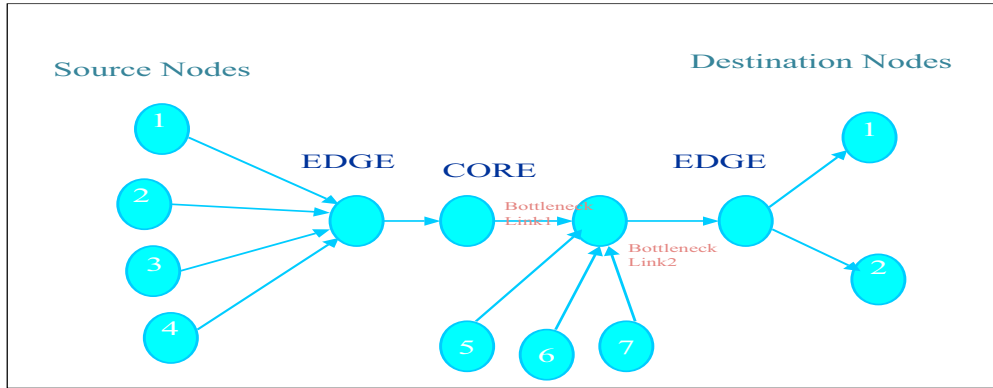 Source Nodes
Destination Nodes
1
1
EDGE
CORE
EDGE
2
Bottleneck
Link1
Bottleneck
Link2
3
2
4
5
6
7